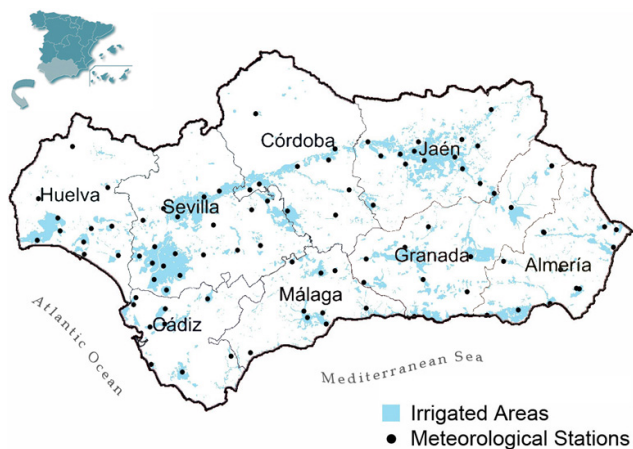 Córdoba
Jaén
Huelva
Sevilla
Granada
Almería
Málaga
Cádiz
Atlantic Ocean
Mediterranean Sea
Irrigated Areas
Meteorological Stations